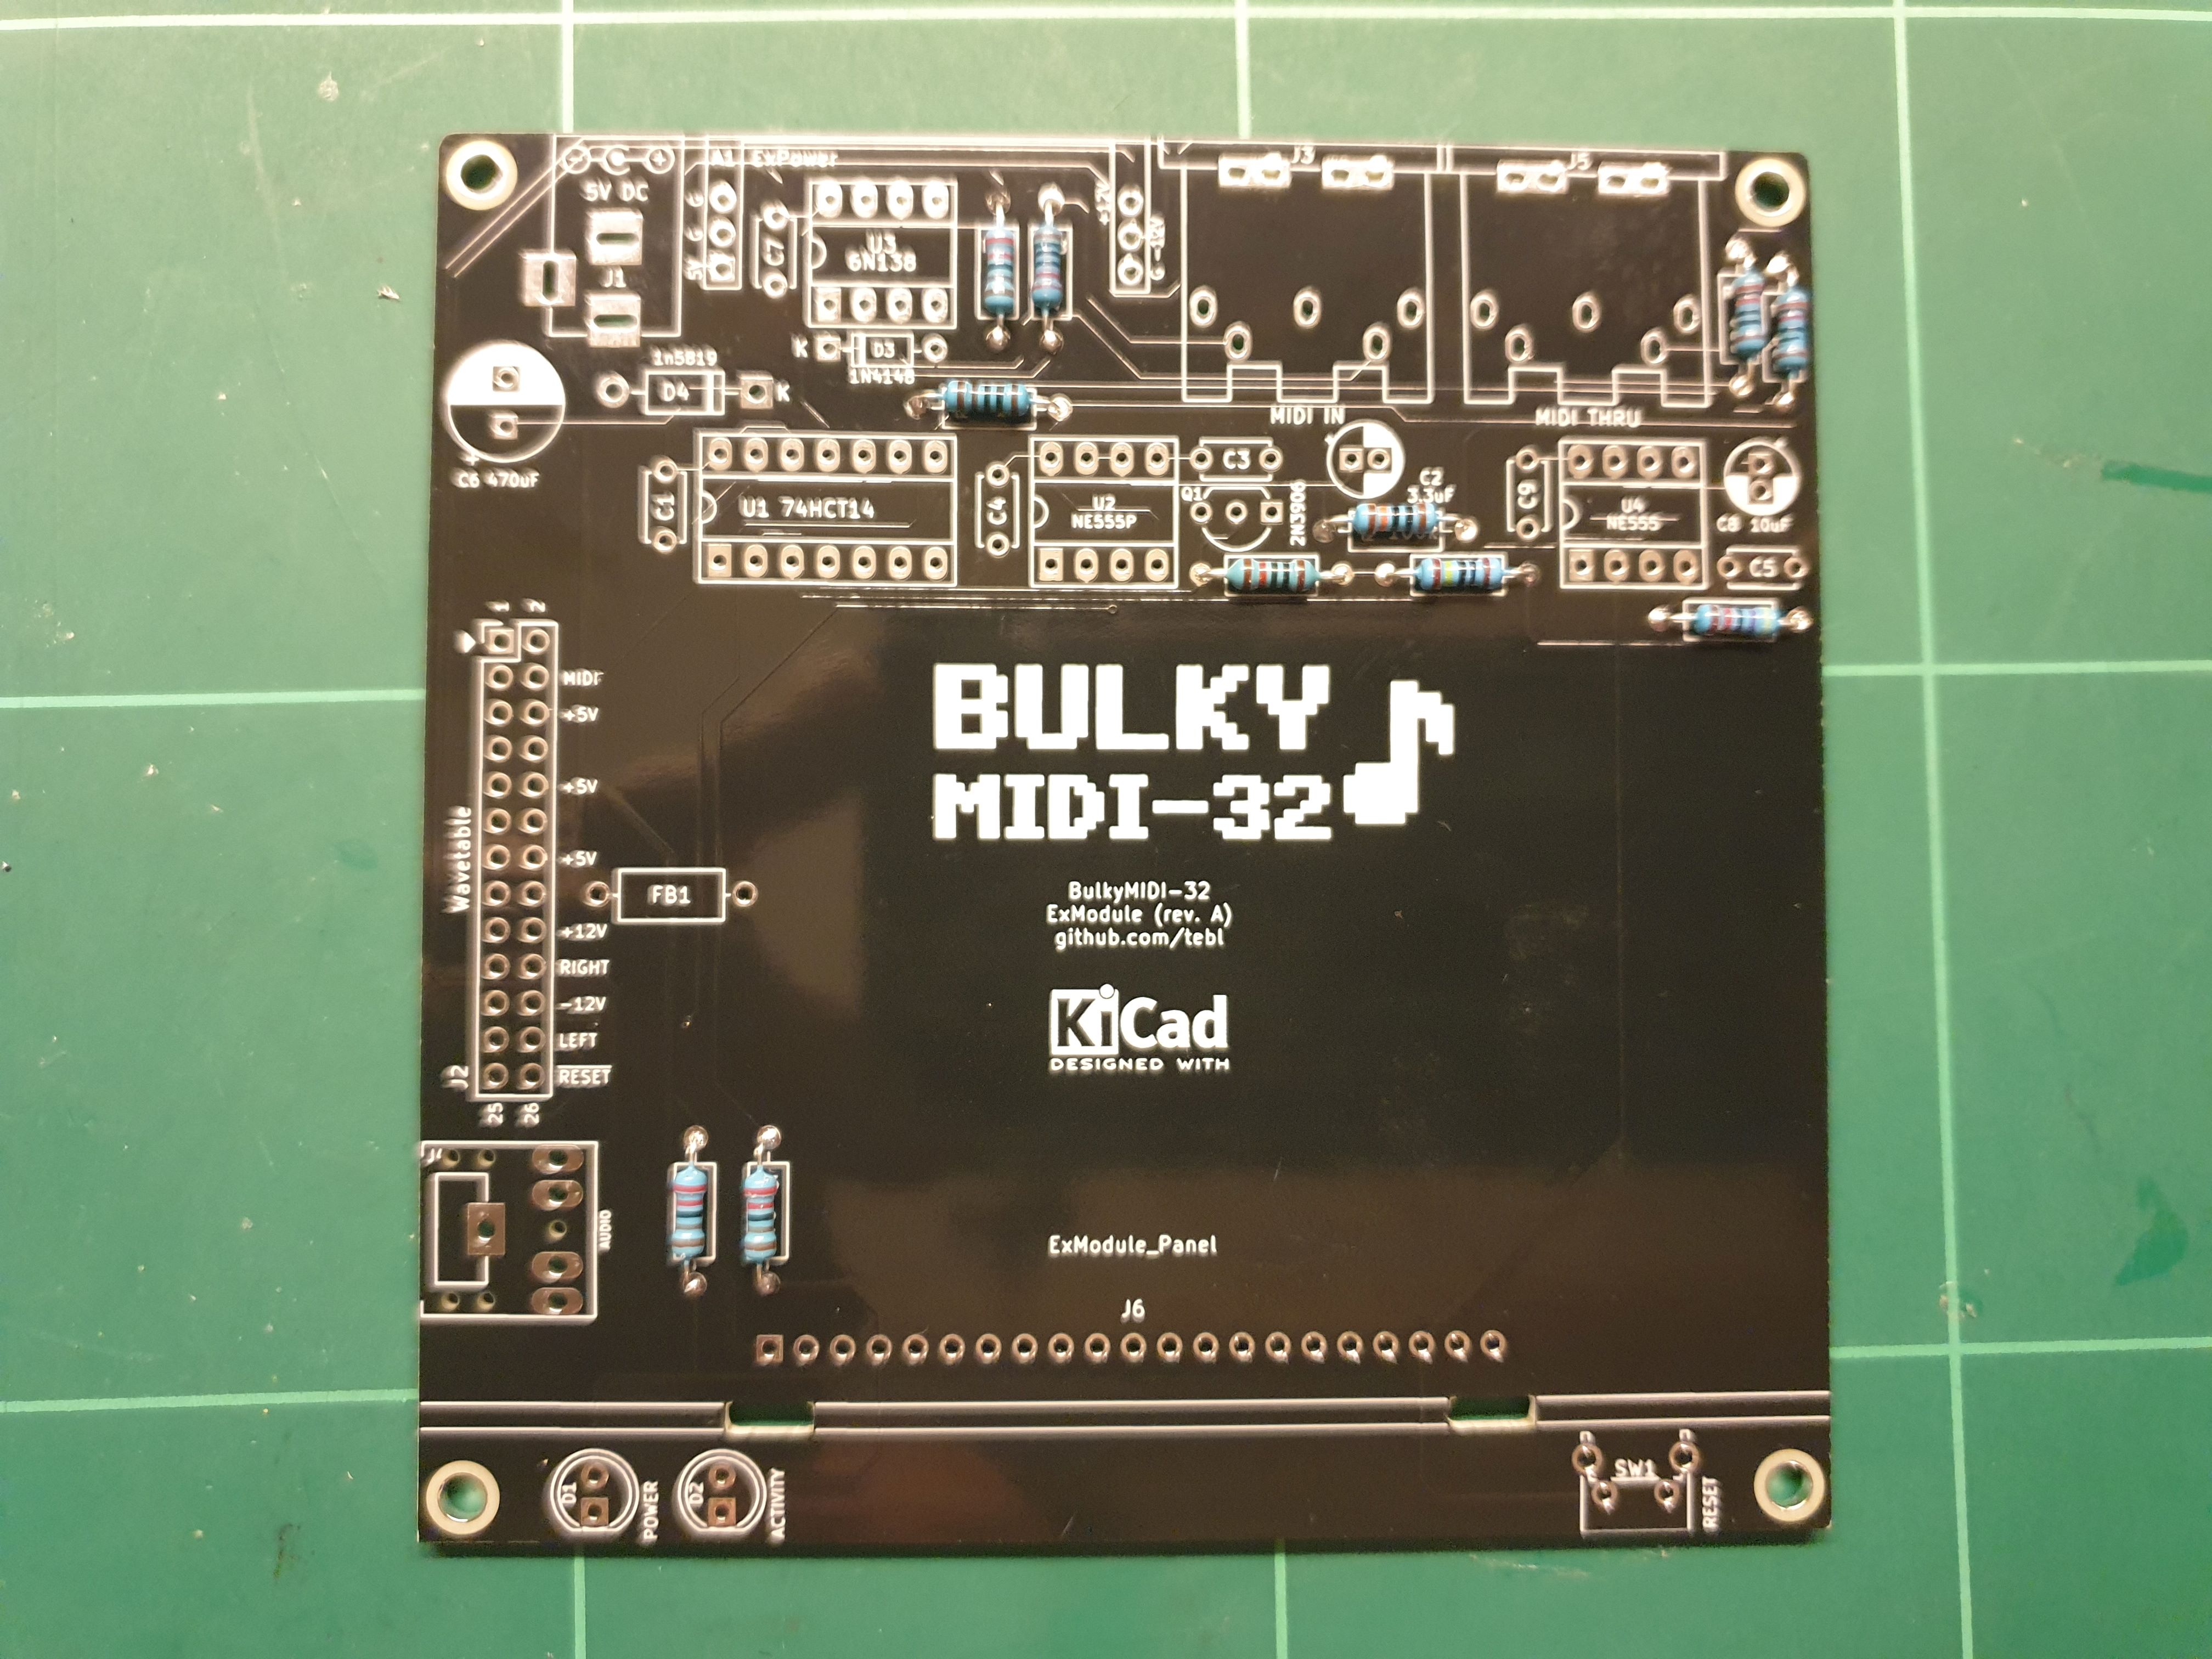 A1 ExPower
J3
J5
5V DC
+12V
G -12V
5V G G
J1
C7
U3
6N138
K D3
1N4148
1n5819
D4 K
MIDI IN
MIDI THRU
+
C6 470uF
C1
U1 74HCT14
C4
U2
NE555P
C3
Q1
2N3906
C2
3.3uF
100k
C9
U4
NE555
C8 10uF
C5
1 2
MIDI
+5V
+5V
+5V
+12V
RIGHT
-12V
LEFT
RESET
Wavetable
J2
25 26
FB1
BULKY
MIDI-32
BulkyMIDI-32
ExModule (rev. A)
github.com/tebl
KiCad
DESIGNED WITH
AUDIO
ExModule_Panel
J6
D1
POWER
D2
ACTIVITY
SW1
RESET